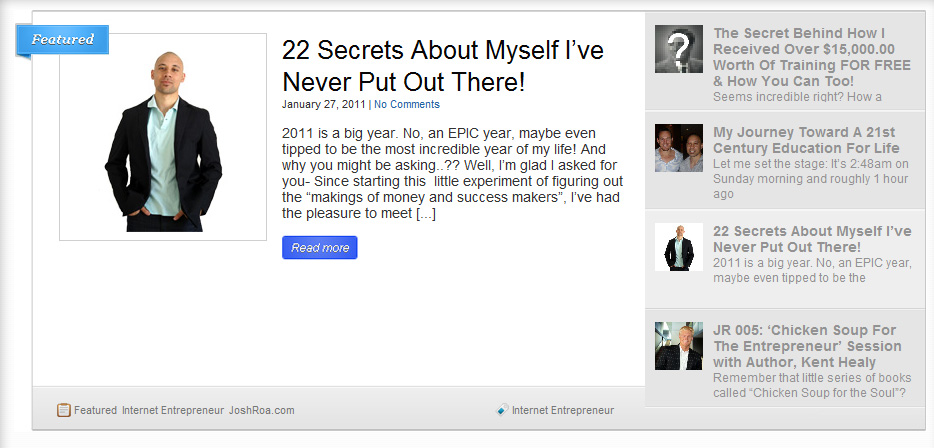 Featured
22 Secrets About Myself I've
Never Put Out There!
January 27, 2011 | No Comments
2011 is a big year. No, an EPIC year, maybe even
tipped to be the most incredible year of my life! And
why you might be asking..?? Well, I'm glad I asked for
you- Since starting this little experiment of figuring out
the “makings of money and success makers”, I've had
the pleasure to meet [...]
Read more
Featured Internet Entrepreneur JoshRoa.com
Internet Entrepreneur
The Secret Behind How I
Received Over $15,000.00
Worth Of Training FOR FREE
& How You Can Too!
Seems incredible right? How a
My Journey Toward A 21st
Century Education For Life
Let me set the stage: It's 2:48am on
Sunday morning and roughly 1 hour
ago
22 Secrets About Myself I've
Never Put Out There!
2011 is a big year. No, an EPIC year,
maybe even tipped to be the
JR 005: ‘Chicken Soup For
The Entrepreneur’ Session
with Author, Kent Healy
Remember that little series of books
called “Chicken Soup for the Soul”?